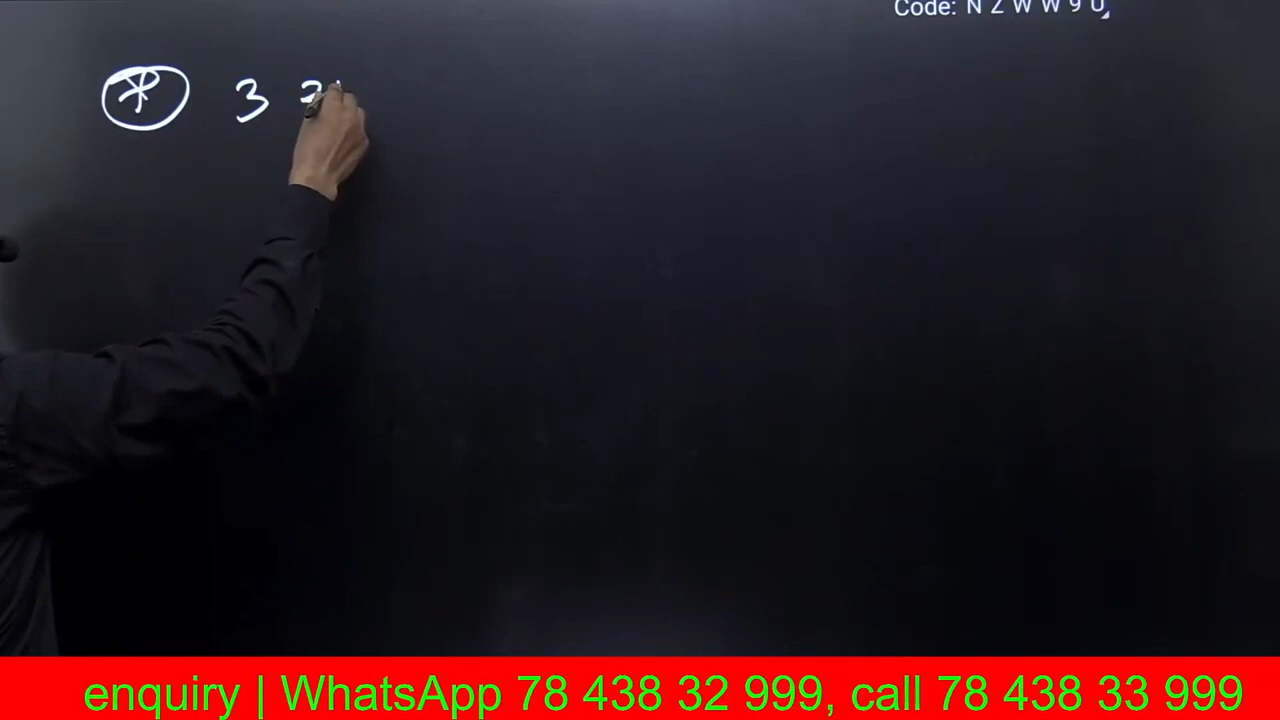 Code: N Z W W 9 U
* 3
enquiry | WhatsApp 78 438 32 999, call 78 438 33 999